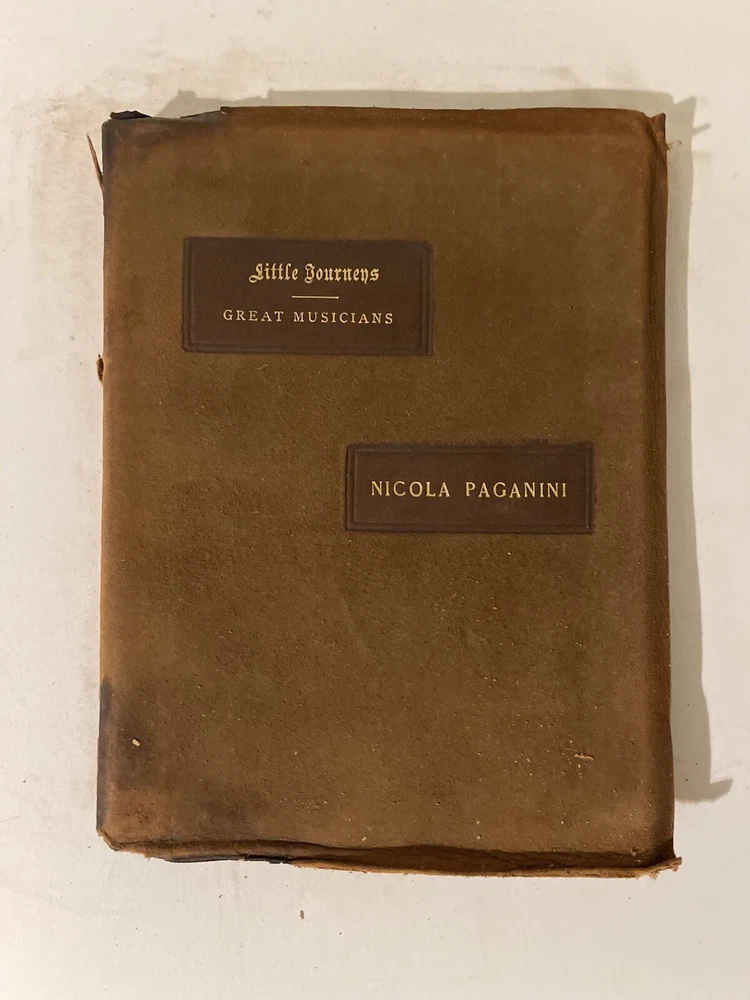 Little Journeys
GREAT MUSICIANS
NICOLA PAGANINI